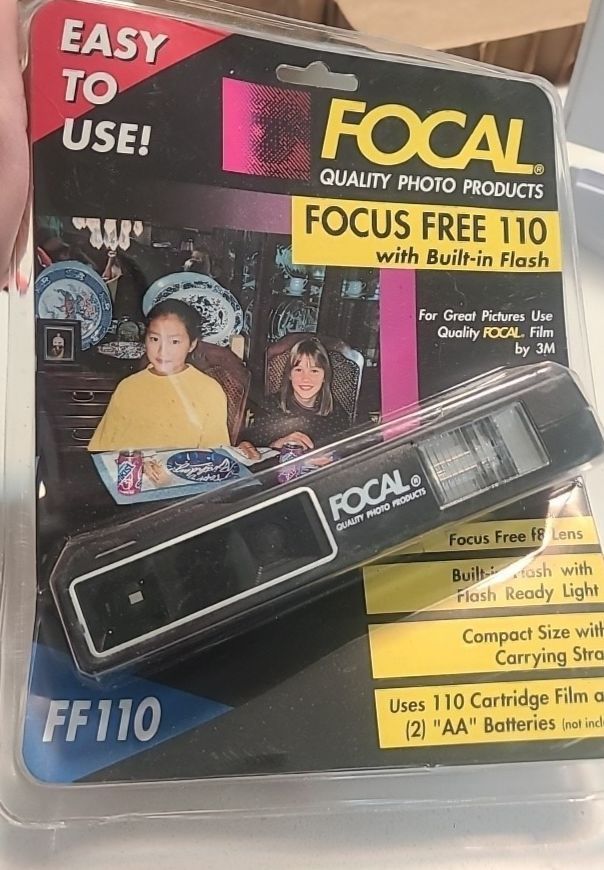 EASY
TO
USE!
FOCAL®
QUALITY PHOTO PRODUCTS
FOCUS FREE 110
with Built-in Flash
For Great Pictures Use
Quality FOCAL. Film
by 3M
FOCAL®
QUALITY PHOTO PRODUCTS
Focus Free f8 Lens
with
Flash Ready Light
Compact Size with
Carrying Stra
Uses 110 Cartridge Film a
(2) "AA" Batteries (not incl
FF110